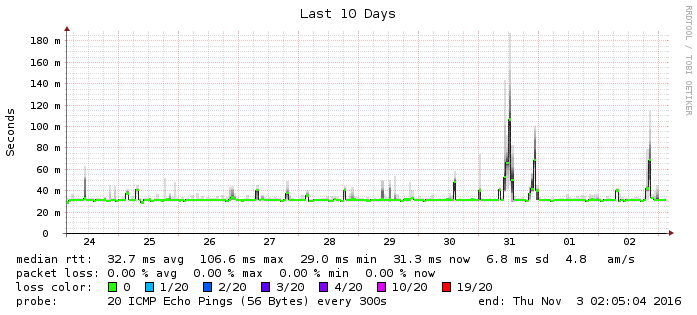 Last 10 Days
RRDTOOL / TOBI OETIKER
Seconds
180 m
160 m
140 m
120 m
100 m
80 m
60 m
40 m
20 m
0
24 25 26 27 28 29 30 31 01 02
median rtt: 32.7 ms avg 106.6 ms max 29.0 ms min 31.3 ms now 6.8 ms sd 4.8 am/s
packet loss: 0.00 % avg 0.00 % max 0.00 % min 0.00 % now
loss color: 0 1/20 2/20 3/20 4/20 10/20 19/20
probe: 20 ICMP Echo Pings (56 Bytes) every 300s end: Thu Nov 3 02:05:04 2016